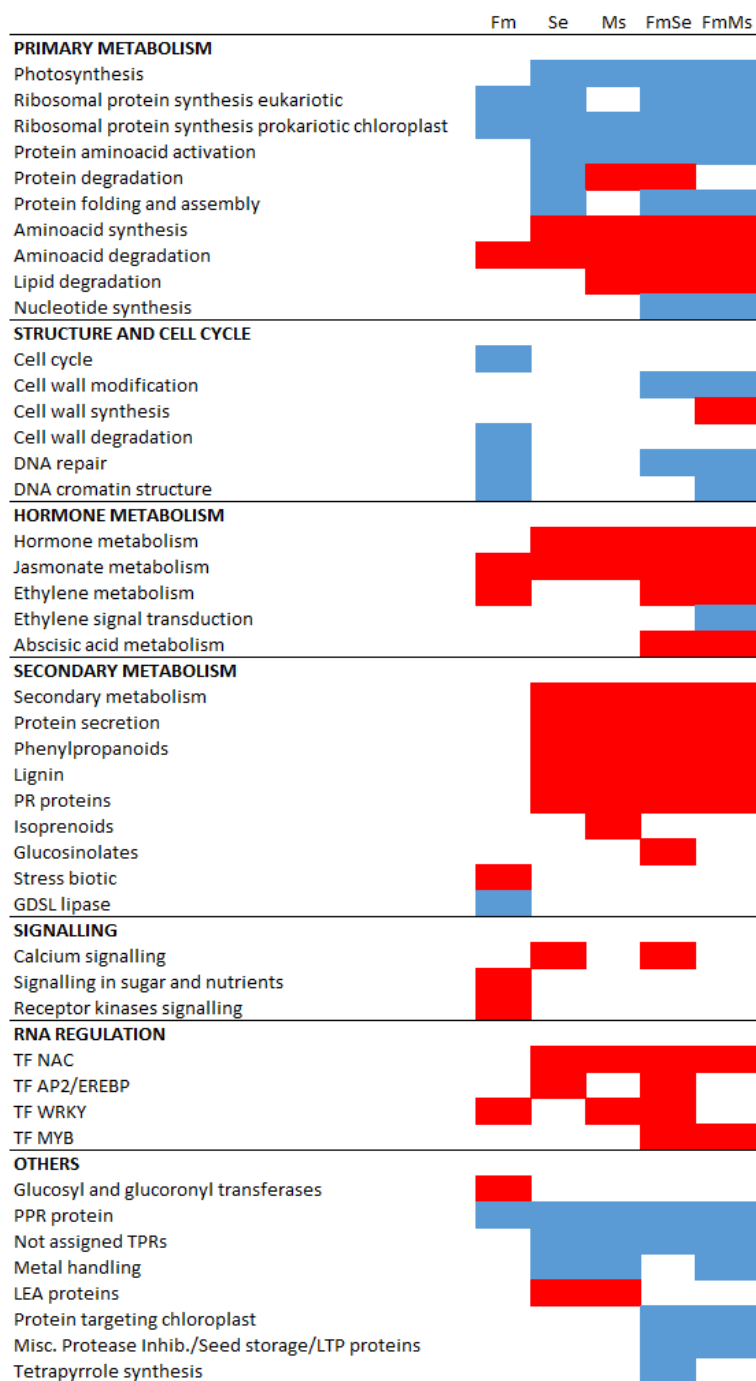 Fm Se Ms FmSe FmMs
PRIMARY METABOLISM
Photosynthesis
Ribosomal protein synthesis eukariotic
Ribosomal protein synthesis prokariotic chloroplast
Protein aminoacid activation
Protein degradation
Protein folding and assembly
Aminoacid synthesis
Aminoacid degradation
Lipid degradation
Nucleotide synthesis
STRUCTURE AND CELL CYCLE
Cell cycle
Cell wall modification
Cell wall synthesis
Cell wall degradation
DNA repair
DNA cromatin structure
HORMONE METABOLISM
Hormone metabolism
Jasmonate metabolism
Ethylene metabolism
Ethylene signal transduction
Abscisic acid metabolism
SECONDARY METABOLISM
Secondary metabolism
Protein secretion
Phenylpropanoids
Lignin
PR proteins
Isoprenoids
Glucosinolates
Stress biotic
GDSL lipase
SIGNALLING
Calcium signalling
Signalling in sugar and nutrients
Receptor kinases signalling
RNA REGULATION
TF NAC
TF AP2/EREBP
TF WRKY
TF MYB
OTHERS
Glucosyl and glucoronyl transferases
PPR protein
Not assigned TPRs
Metal handling
LEA proteins
Protein targeting chloroplast
Misc. Protease Inhib./Seed storage/LTP proteins
Tetrapyrrole synthesis